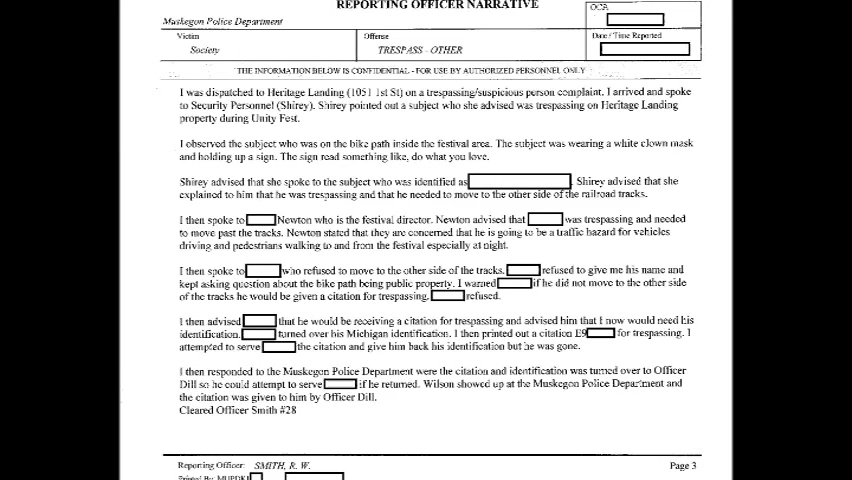 REPORTING OFFICER NARRATIVE
OCA
Muskegon Police Department
Victim
Offense
Date / Time Reported
Society
TRESPASS - OTHER
THE INFORMATION BELOW IS CONFIDENTIAL - FOR USE BY AUTHORIZED PERSONNEL ONLY
I was dispatched to Heritage Landing (1051 1st St) on a trespassing/suspicious person complaint. I arrived and spoke
to Security Personnel (Shirey). Shirey pointed out a subject who she advised was trespassing on Heritage Landing
property during Unity Fest.
I observed the subject who was on the bike path inside the festival area. The subject was wearing a white clown mask
and holding up a sign. The sign read something like, do what you love.
Shirey advised that she spoke to the subject who was identified as . Shirey advised that she
explained to him that he was trespassing and that he needed to move to the other side of the railroad tracks.
I then spoke to Newton who is the festival director. Newton advised that was trespassing and needed
to move past the tracks. Newton stated that they are concerned that he is going to be a traffic hazard for vehicles
driving and pedestrians walking to and from the festival especially at night.
I then spoke to who refused to move to the other side of the tracks. refused to give me his name and
kept asking question about the bike path being public property. I warned if he did not move to the other side
of the tracks he would be given a citation for trespassing. refused.
I then advised that he would be receiving a citation for trespassing and advised him that I now would need his
identification. turned over his Michigan identification. I then printed out a citation E9 for trespassing. I
attempted to serve the citation and give him back his identification but he was gone.
I then responded to the Muskegon Police Department were the citation and identification was turned over to Officer
Dill so he could attempt to serve if he returned. Wilson showed up at the Muskegon Police Department and
the citation was given to him by Officer Dill.
Cleared Officer Smith #28
Reporting Officer: SMITH, R. W.
Page 3
Printed By: